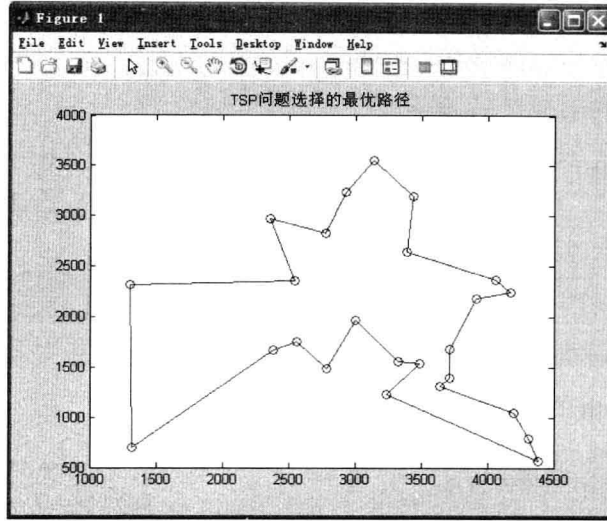 Figure 1
File Edit View Insert Tools Desktop Window Help
TSP问题选择的最优路径
4000
3500
3000
2500
2000
1500
1000
500
1000 1500 2000 2500 3000 3500 4000 4500